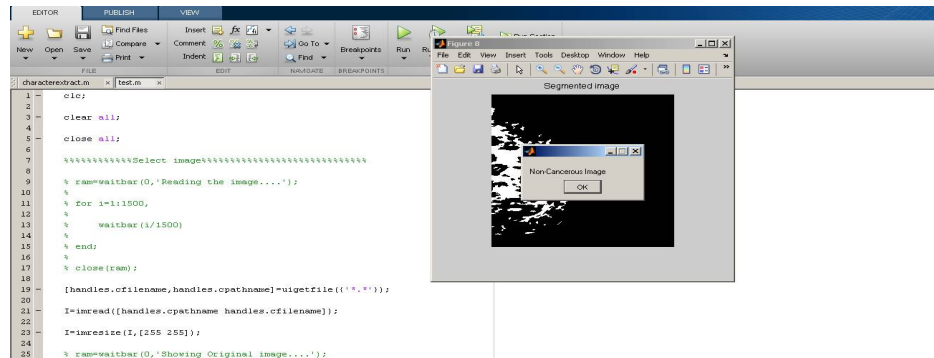 EDITOR PUBLISH VIEW
New Open Save Find Files Compare Print
Insert fx Comment Indent
Go To Find
Breakpoints Run
FILE EDIT NAVIGATE BREAKPOINTS
characterextract.m × test.m ×
1 clc;
2
3 clear all;
4
5 close all;
6
7 %%%%%%%%%%%%Select image%%%%%%%%%%%%%%%%%%%%%%%%%%%%%
8
9 % ram=waitbar(0,'Reading the image....');
10 %
11 % for i=1:1500,
12 %
13 % waitbar(i/1500)
14 %
15 % end;
16 %
17 % close(ram);
18
19 [handles.cfilename,handles.cpathname]=uigetfile({'*.*'});
20
21 I=imread([handles.cpathname handles.cfilename]);
22
23 I=imresize(I,[255 255]);
24
25 % ram=waitbar(0,'Showing Original image....');
Figure 8
File Edit View Insert Tools Desktop Window Help
Segmented image
Non-Cancerous Image
OK